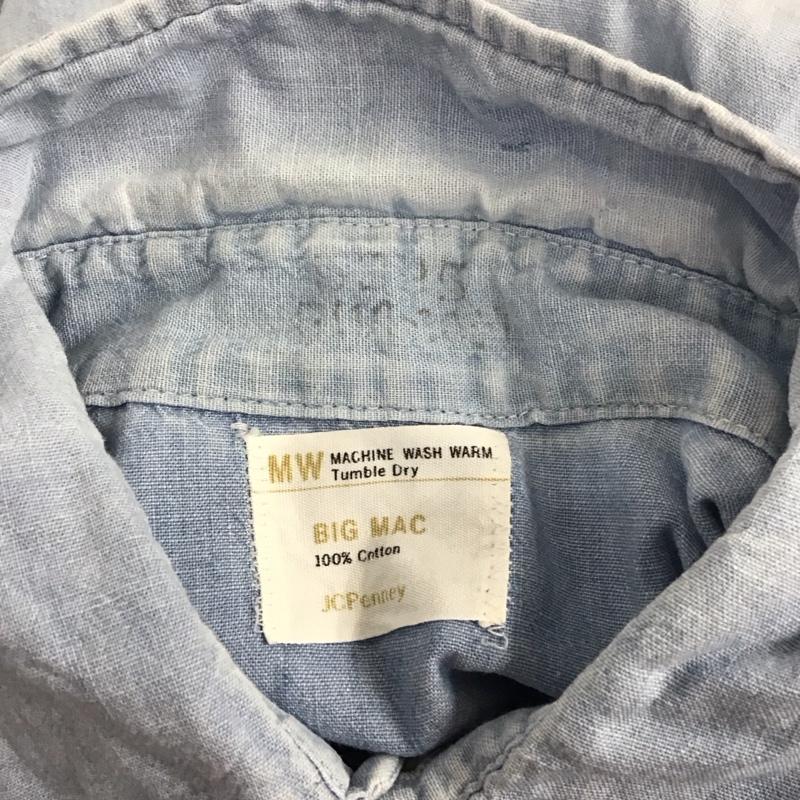 MW MACHINE WASH WARM
Tumble Dry
BIG MAC
100% Cotton
JCPenney